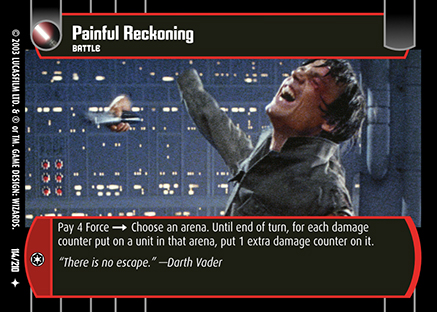 Painful Reckoning
BATTLE
Pay 4 Force → Choose an arena. Until end of turn, for each damage
counter put on a unit in that arena, put 1 extra damage counter on it.
"There is no escape." —Darth Vader
© 2003 LUCASFILM LTD. & ® or TM. GAME DESIGN: WIZARDS.
114/210